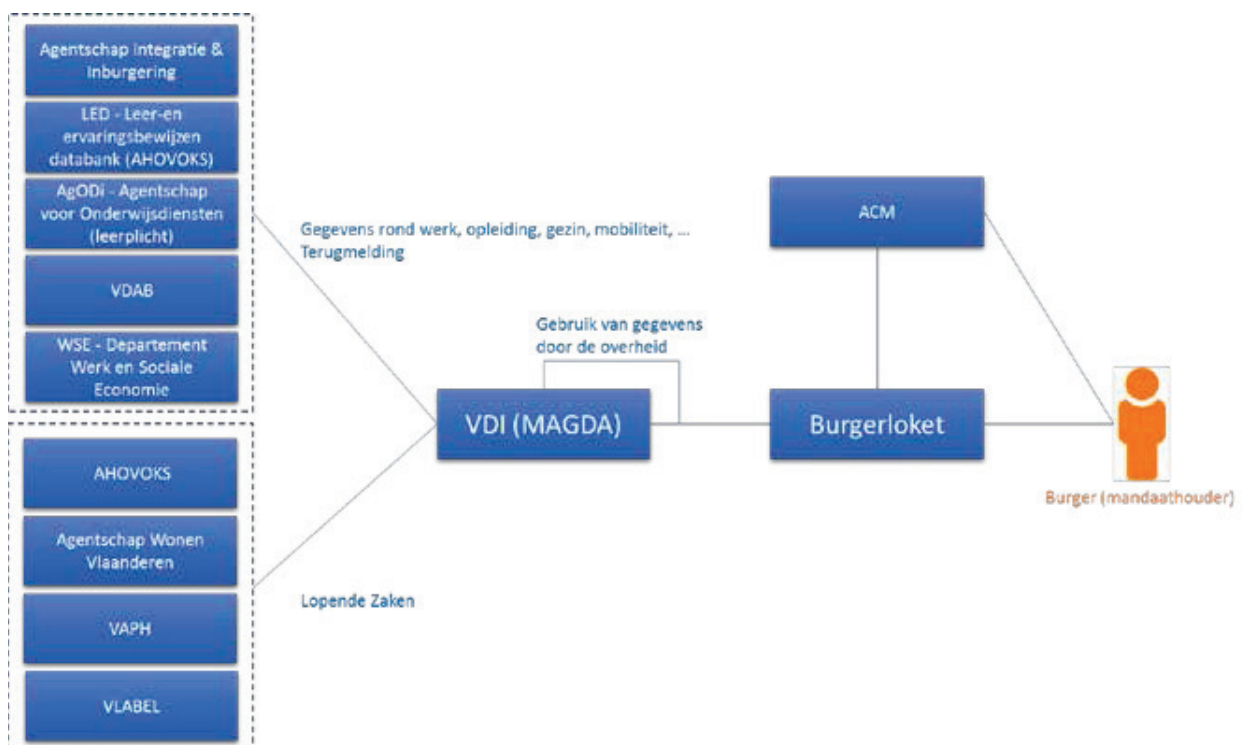 Agentschap Integratie &
Inburgering
LED - Leer-en
ervaringsbewijzen
databank (AHOVOKS)
AgODi - Agentschap
voor Onderwijsdiensten
(leerplicht)
VDAB
WSE - Departement
Werk en Sociale
Economie
AHOVOKS
Agentschap Wonen
Vlaanderen
VAPH
VLABEL
Gegevens rond werk, opleiding, gezin, mobiliteit, ...
Terugmelding
Lopende Zaken
Gebruik van gegevens
door de overheid
VDI (MAGDA)
ACM
Burgerloket
Burger (mandaathouder)